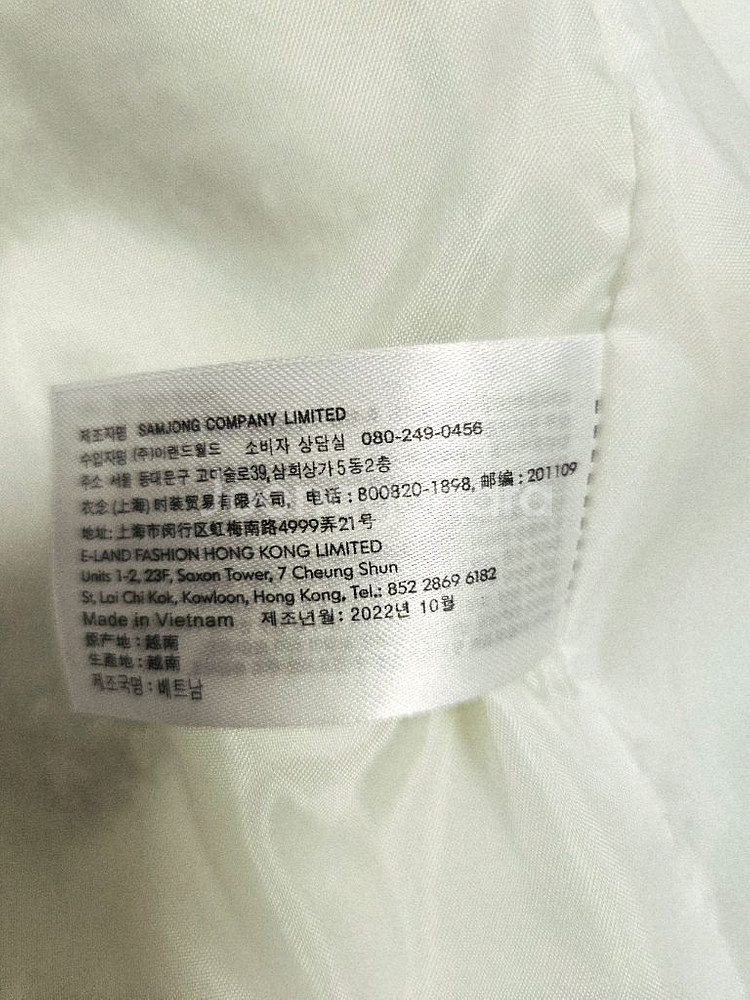 제조자명 SAMJONG COMPANY LIMITED
수입자명 (주)이랜드월드 소비자 상담실 080-249-0456
주소 서울 동대문구 고미술로39,삼희상가5동2층
衣念(上海)时装贸易有限公司, 电话:800820-1898, 邮编:201109
地址:上海市闵行区虹梅南路4999弄21号
E-LAND FASHION HONG KONG LIMITED
Units 1-2, 23F, Saxon Tower, 7 Cheung Shun
St, Lai Chi Kok, Kowloon, Hong Kong, Tel.: 852 2869 6182
Made in Vietnam 제조년월: 2022년 10월
原产地:越南
生產地:越南
제조국명:베트남